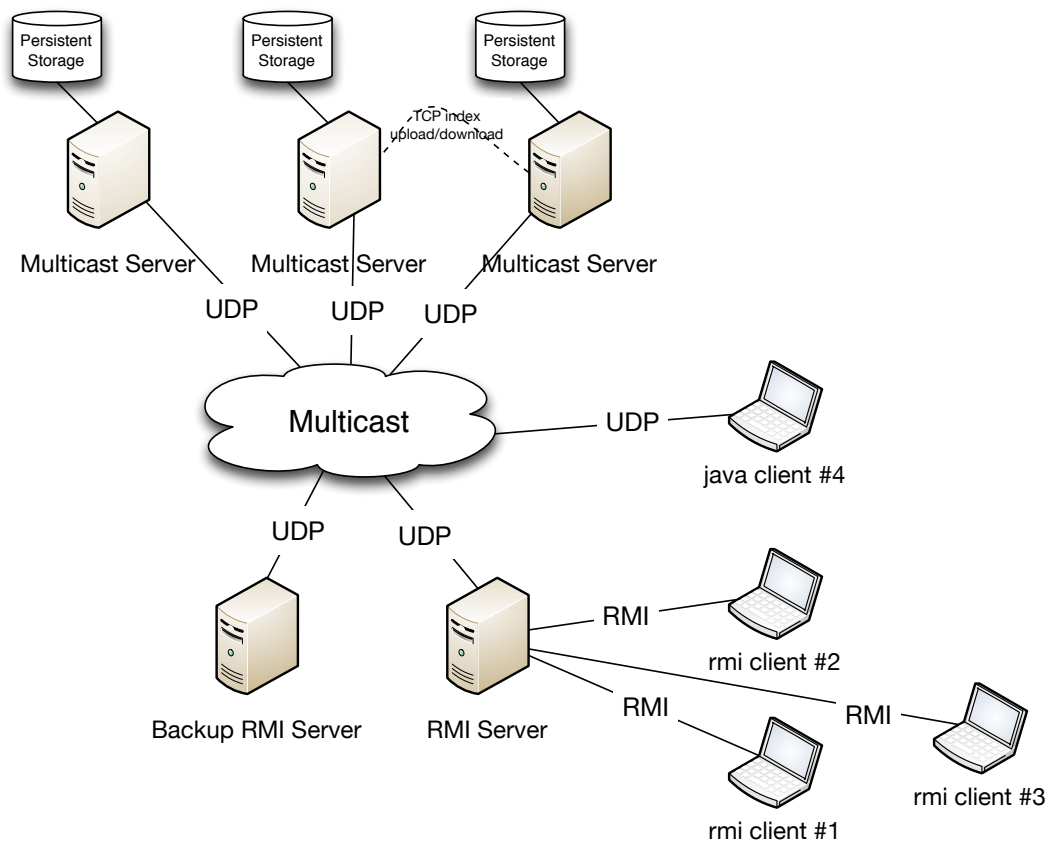 Persistent
Storage
Persistent
Storage
Persistent
Storage
TCP index
upload/download
Multicast Server
Multicast Server
Multicast Server
UDP
UDP
UDP
Multicast
UDP
java client #4
UDP
UDP
RMI
rmi client #2
Backup RMI Server
RMI Server
RMI
RMI
rmi client #3
rmi client #1